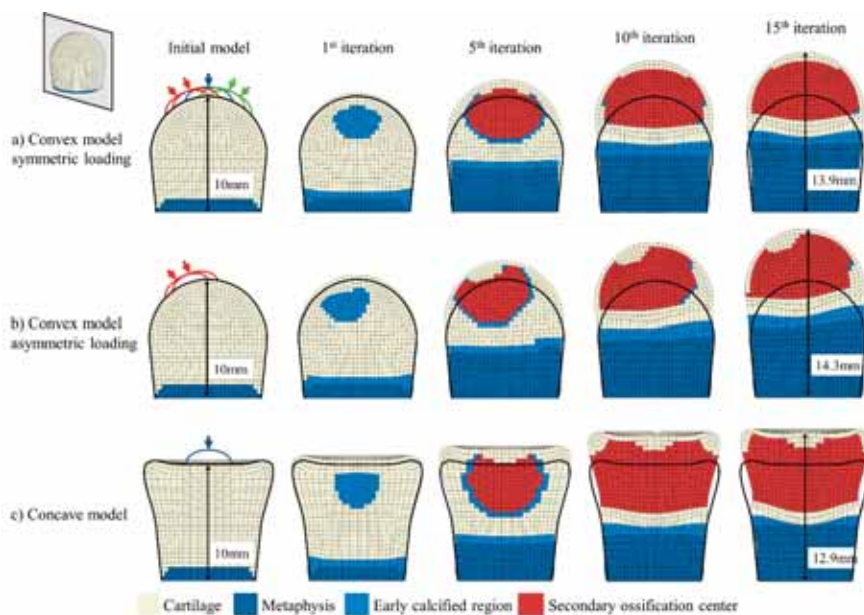 Initial model
1st iteration
5th iteration
10th iteration
15th iteration
a) Convex model
symmetric loading
10mm
13.9mm
b) Convex model
asymmetric loading
10mm
14.3mm
c) Concave model
10mm
12.9mm
Cartilage
Metaphysis
Early calcified region
Secondary ossification center